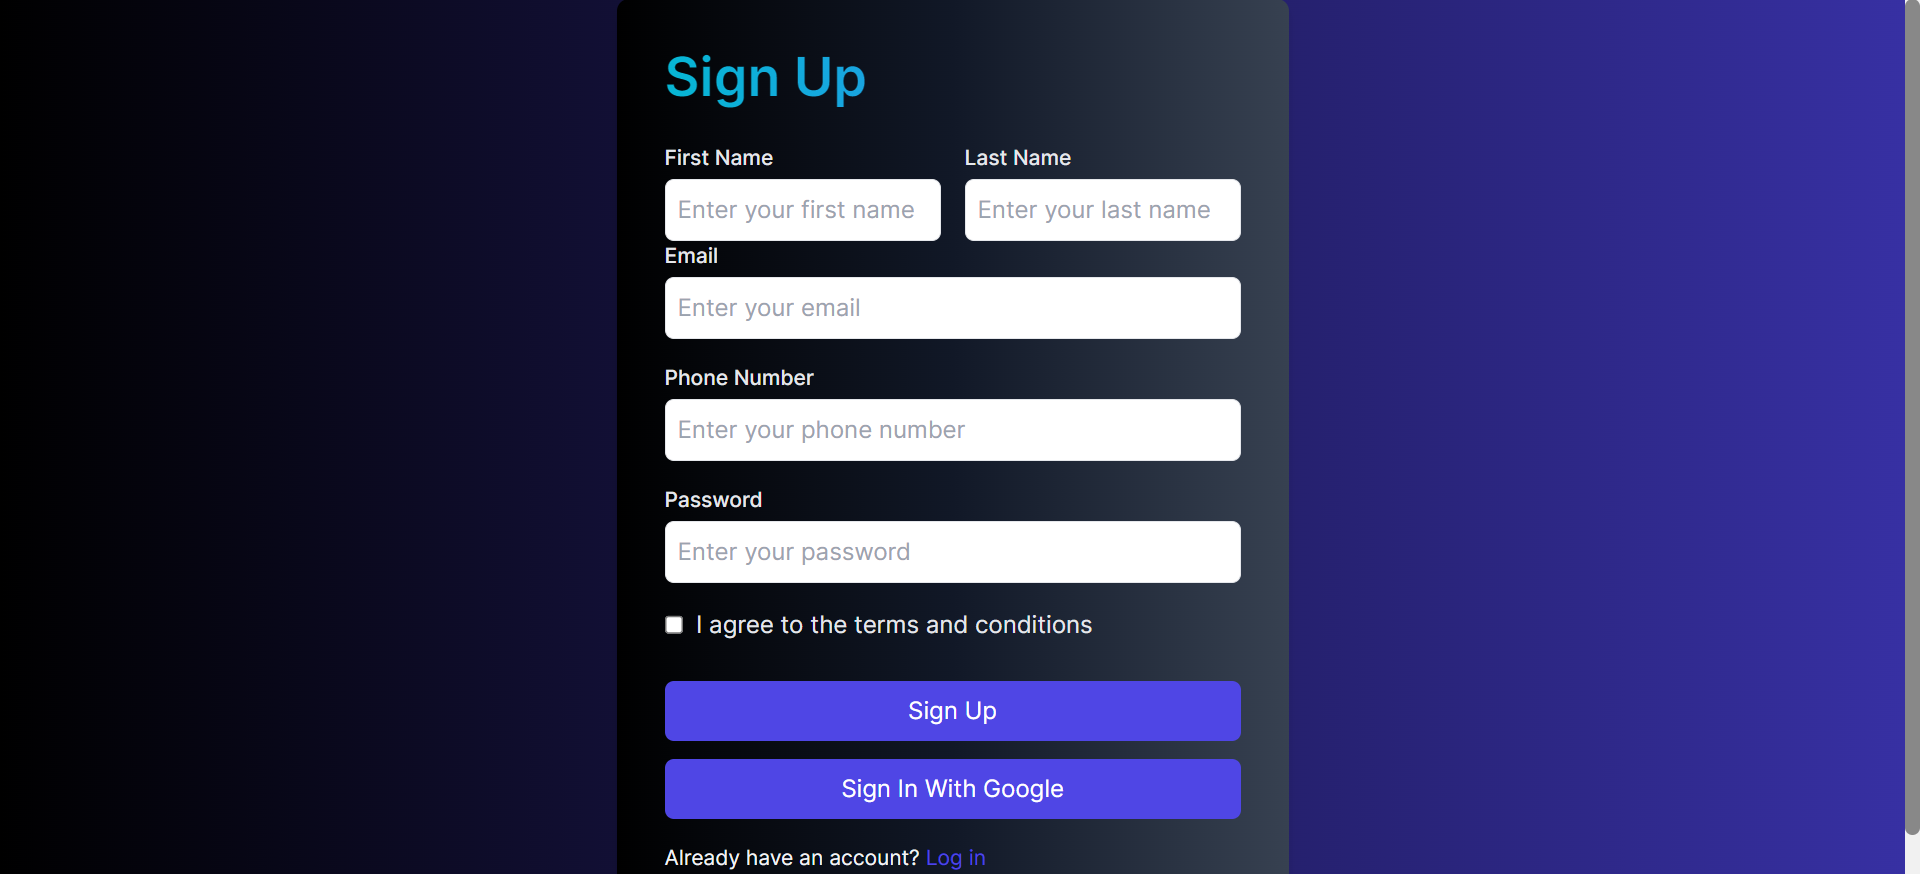 Sign Up
First Name
Last Name
Enter your first name
Enter your last name
Email
Enter your email
Phone Number
Enter your phone number
Password
Enter your password
I agree to the terms and conditions
Sign Up
Sign In With Google
Already have an account? Log in